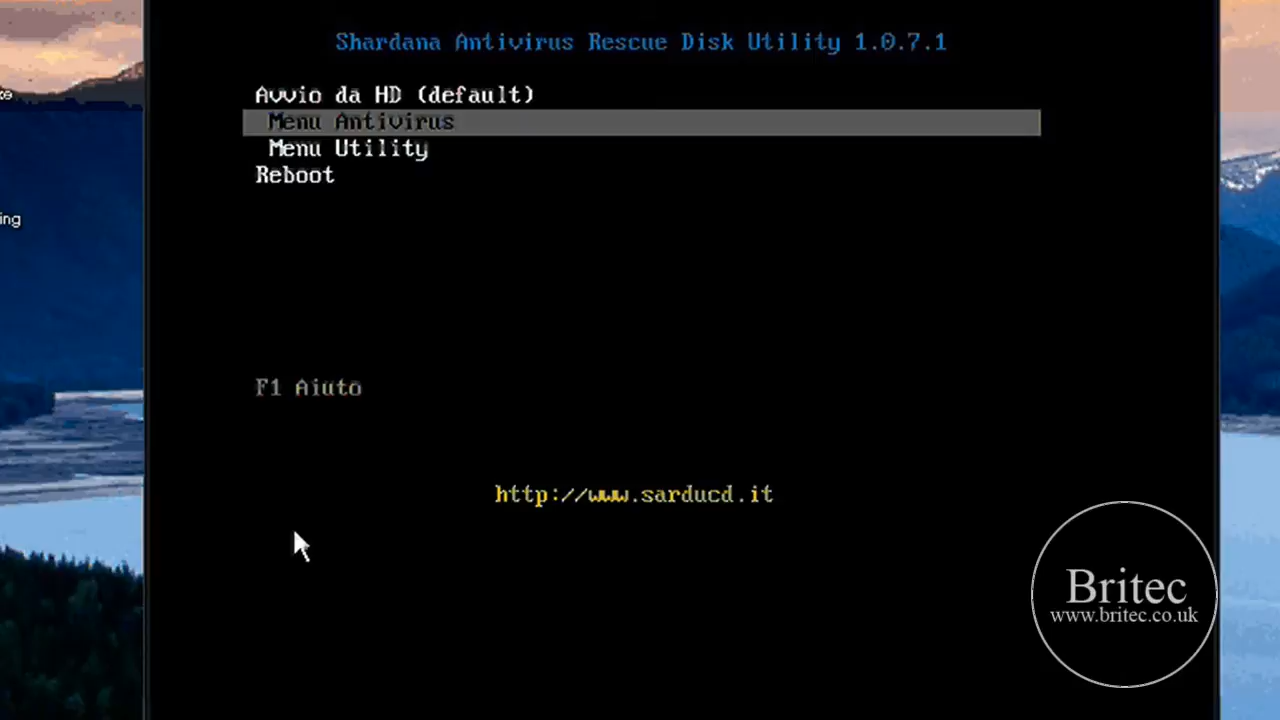 Shardana Antivirus Rescue Disk Utility 1.0.7.1
Avvio da HD (default)
Menu Antivirus
Menu Utility
Reboot
ing
F1 Aiuto
http://www.sarducd.it
Britec
www.britec.co.uk